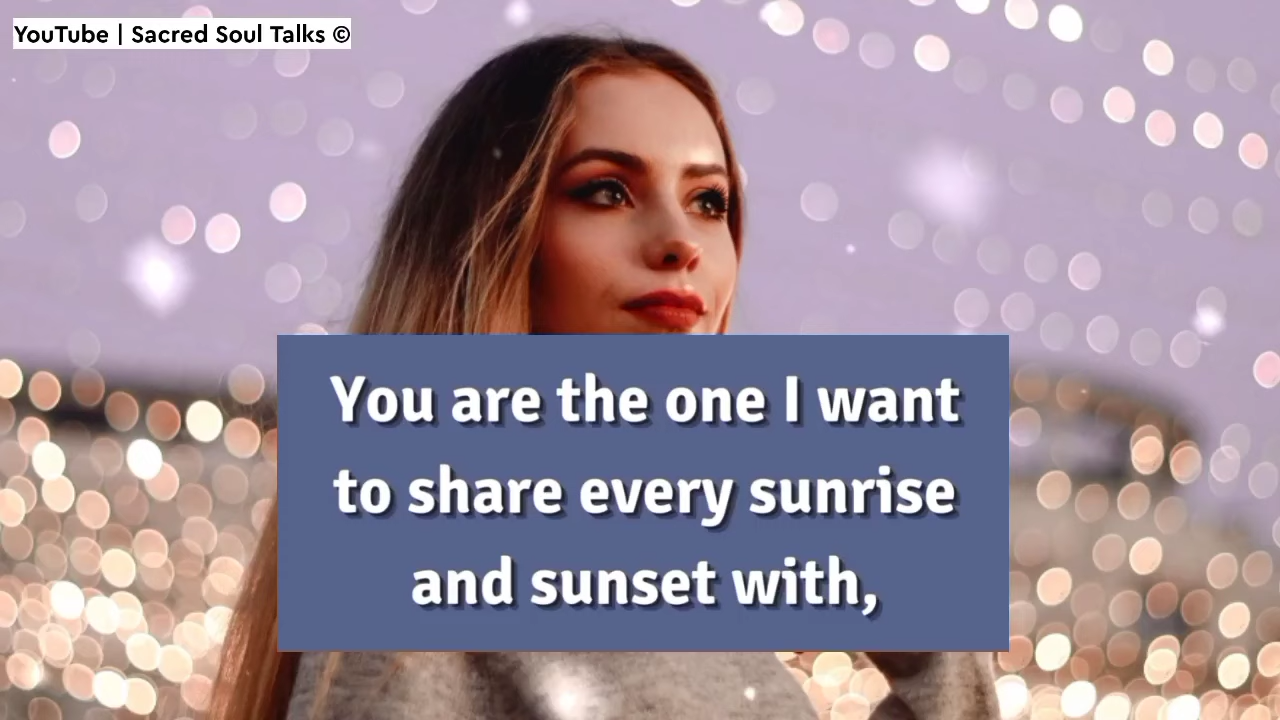 YouTube | Sacred Soul Talks ©
You are the one I want
to share every sunrise
and sunset with,